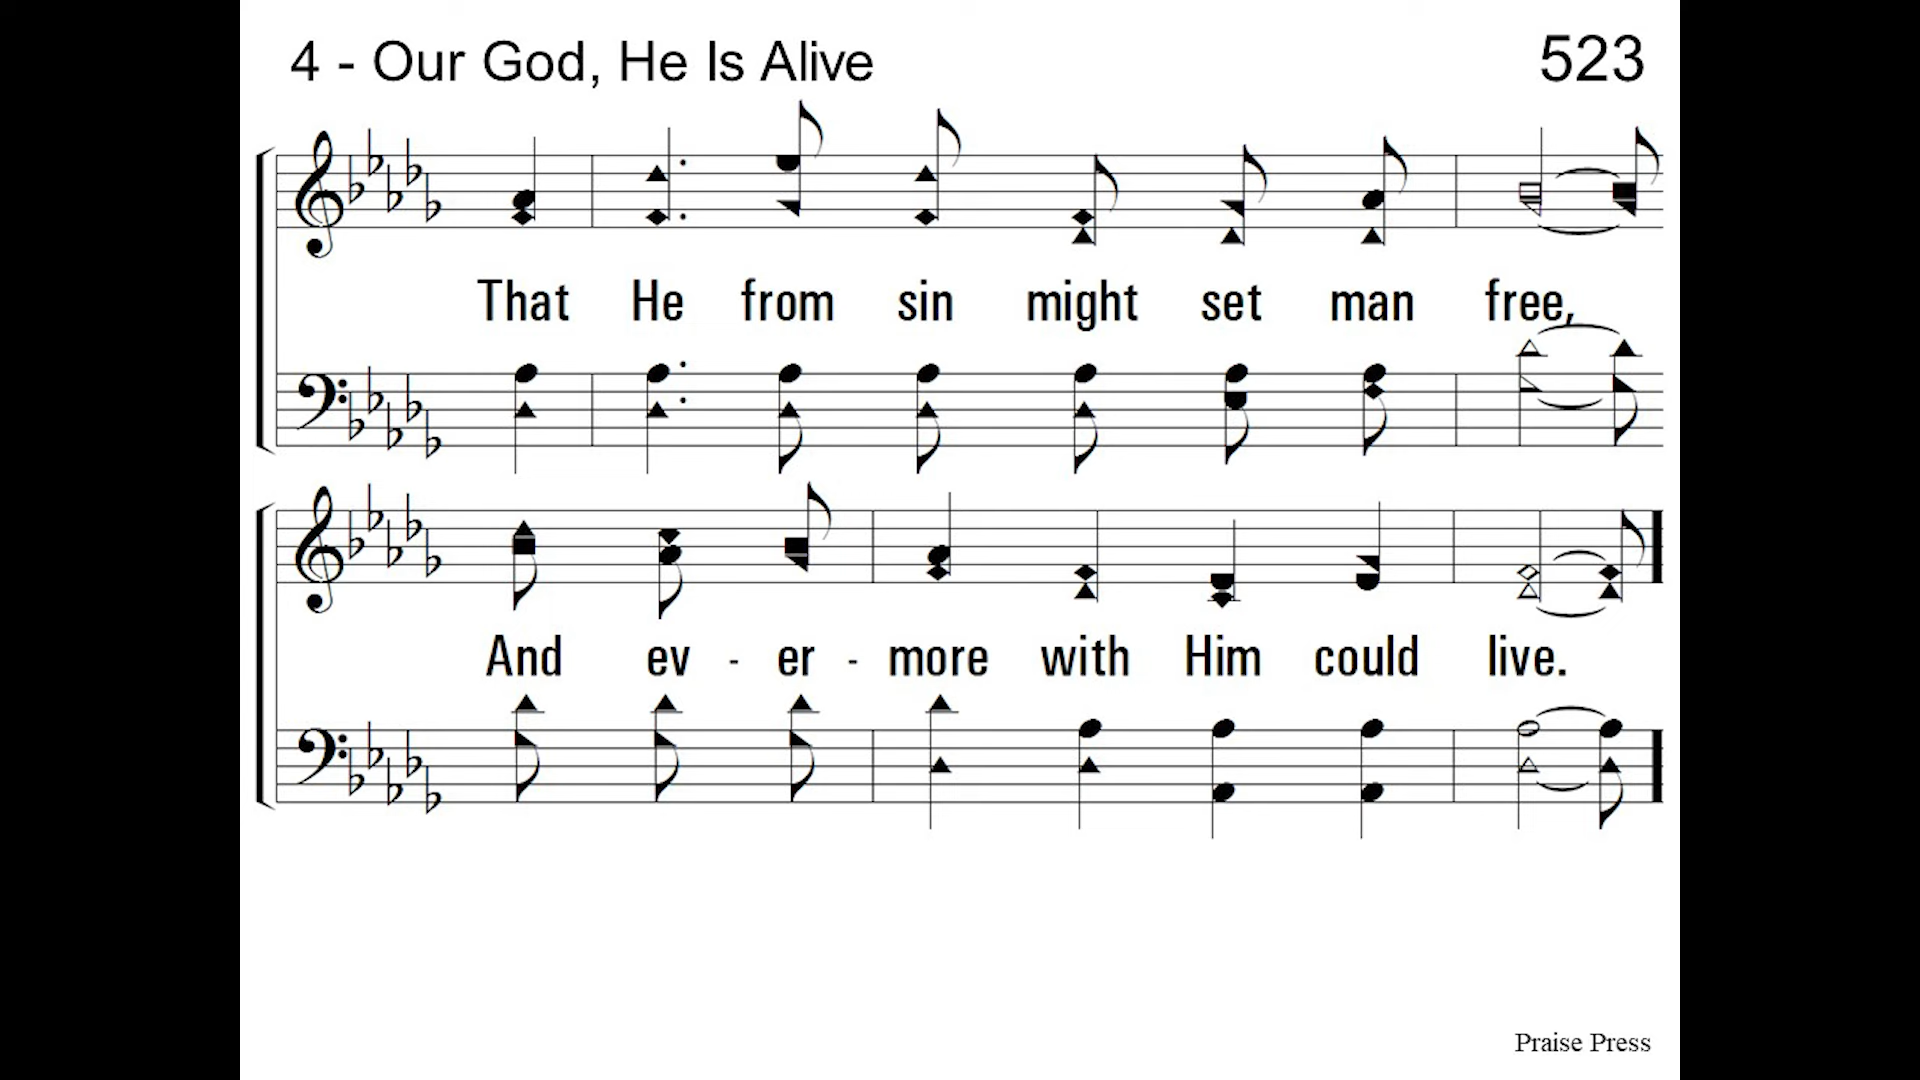 4 - Our God, He Is Alive
523
That He from sin might set man free,
And ev - er - more with Him could live.
Praise Press